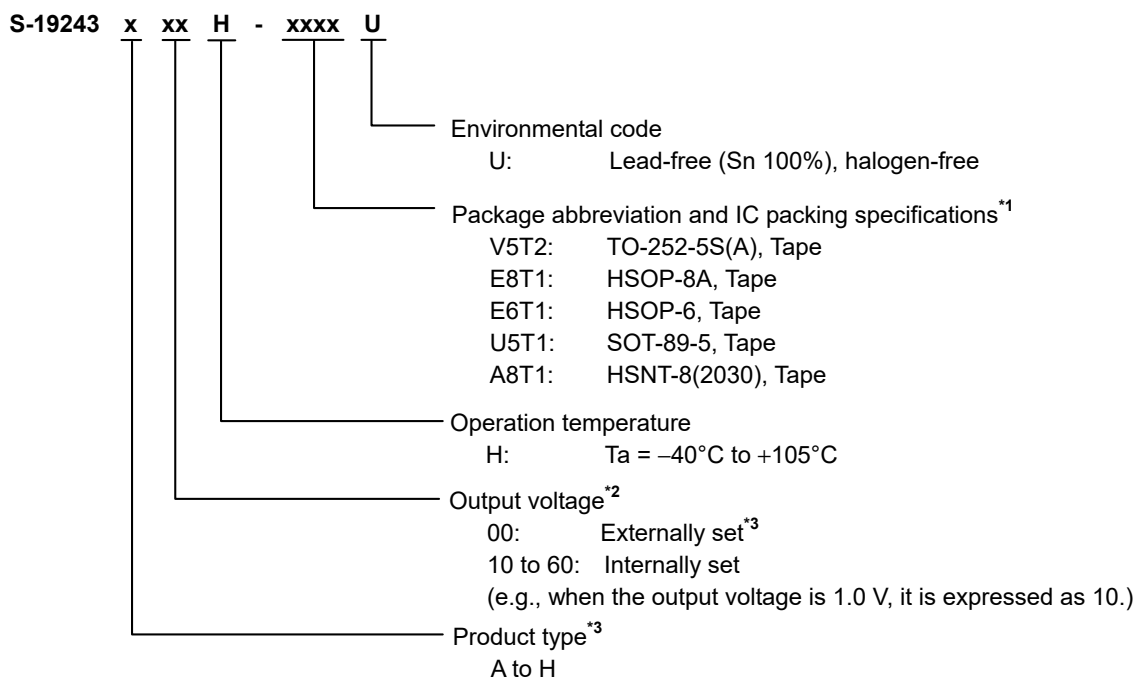 S-19243 x xx H - xxxx U
Environmental code
U: Lead-free (Sn 100%), halogen-free
Package abbreviation and IC packing specifications*1
V5T2: TO-252-5S(A), Tape
E8T1: HSOP-8A, Tape
E6T1: HSOP-6, Tape
U5T1: SOT-89-5, Tape
A8T1: HSNT-8(2030), Tape
Operation temperature
H: Ta = −40°C to +105°C
Output voltage*2
00: Externally set*3
10 to 60: Internally set
(e.g., when the output voltage is 1.0 V, it is expressed as 10.)
Product type*3
A to H